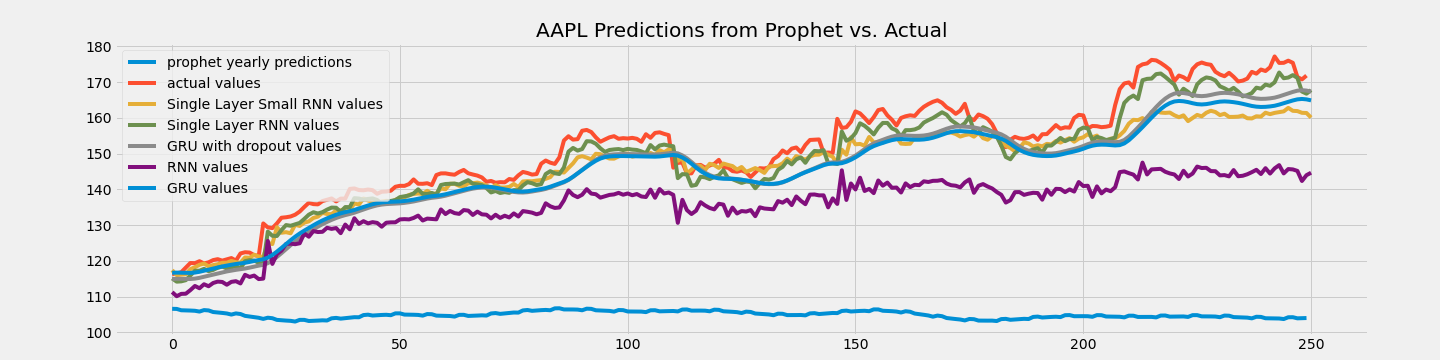 AAPL Predictions from Prophet vs. Actual
180
170
160
150
140
130
120
110
100
prophet yearly predictions
actual values
Single Layer Small RNN values
Single Layer RNN values
GRU with dropout values
RNN values
GRU values
0
50
100
150
200
250